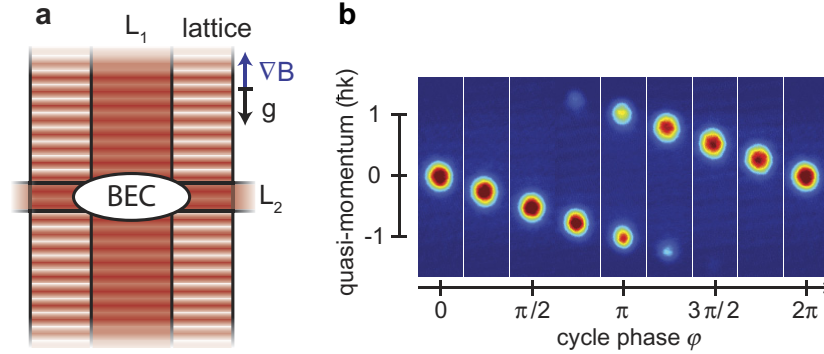 a
L₁ lattice
∇B
g
BEC
L₂
b
quasi-momentum (ħk)
1
0
-1
0 π/2 π 3π/2 2π
cycle phase φ